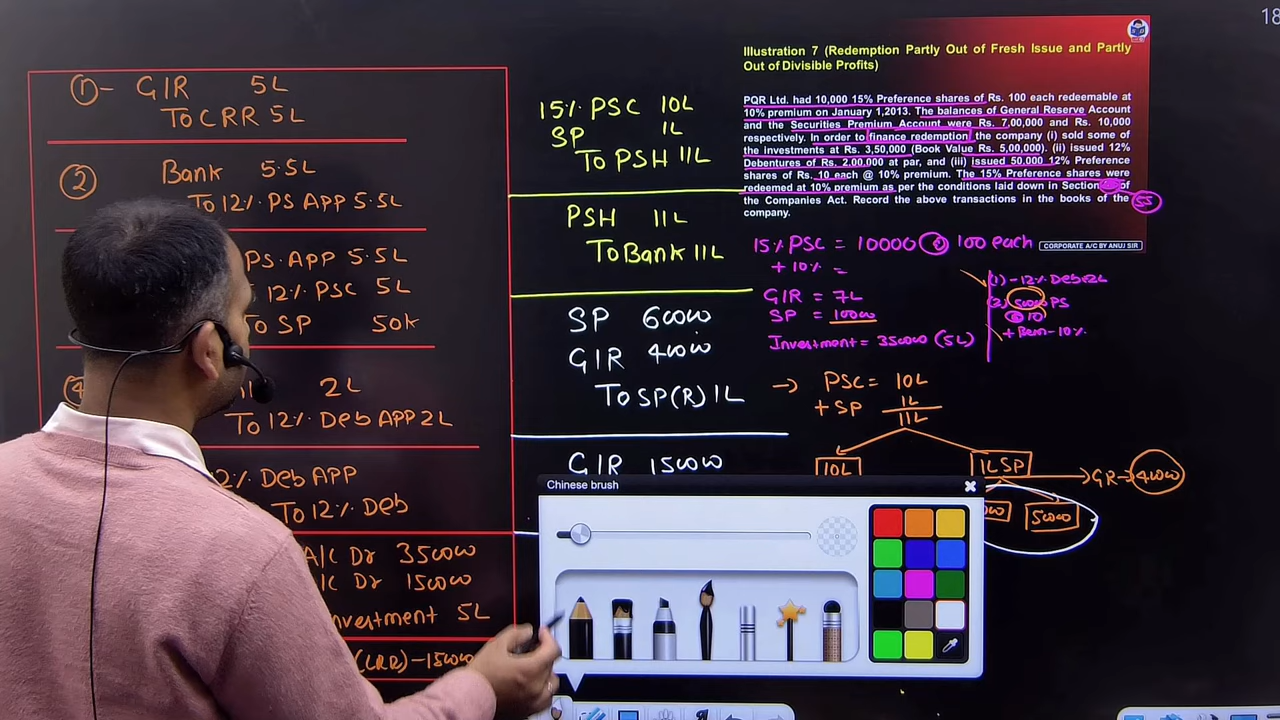 18
①- GIR 5L
To CRR 5L
② Bank 5.5L
To 12% PS APP 5.5L
PS. APP 5.5L
12% PSC 5L
To SP 50K
2L
To 12% Deb APP 2L
2% Deb APP
To 12% Deb
A/C Dr 350000
/C Dr 150000
nvestment 5L
15% PSC 10L
SP 1L
To PSH 11L
PSH 11L
To Bank 11L
SP 60000
GIR 40000
To SP(R) 1L
GIR 150000
Illustration 7 (Redemption Partly Out of Fresh Issue and Partly
Out of Divisible Profits)
PQR Ltd. had 10,000 15% Preference shares of Rs. 100 each redeemable at
10% premium on January 1,2013. The balances of General Reserve Account
and the Securities Premium Account were Rs. 7,00,000 and Rs. 10,000
respectively. In order to finance redemption the company (i) sold some of
the investments at Rs. 3,50,000 (Book Value Rs. 5,00,000). (ii) issued 12%
Debentures of Rs. 2,00,000 at par, and (iii) issued 50,000 12% Preference
shares of Rs. 10 each @ 10% premium. The 15% Preference shares were
redeemed at 10% premium as per the conditions laid down in Section of
the Companies Act. Record the above transactions in the books of the
company.
55
CORPORATE A/C BY ANUJ SIR
15% PSC = 10000 @ 100 each
+ 10% =
GIR = 7L
SP = 10000
Investment = 350000 (5L)
(1) - 12% Deb 2L
(2) 50000 PS
@ 10
+ Prem - 10%
→ PSC = 10L
+ SP 1L
11L
10L
1L SP
→ GR → 40000
50000
Chinese brush